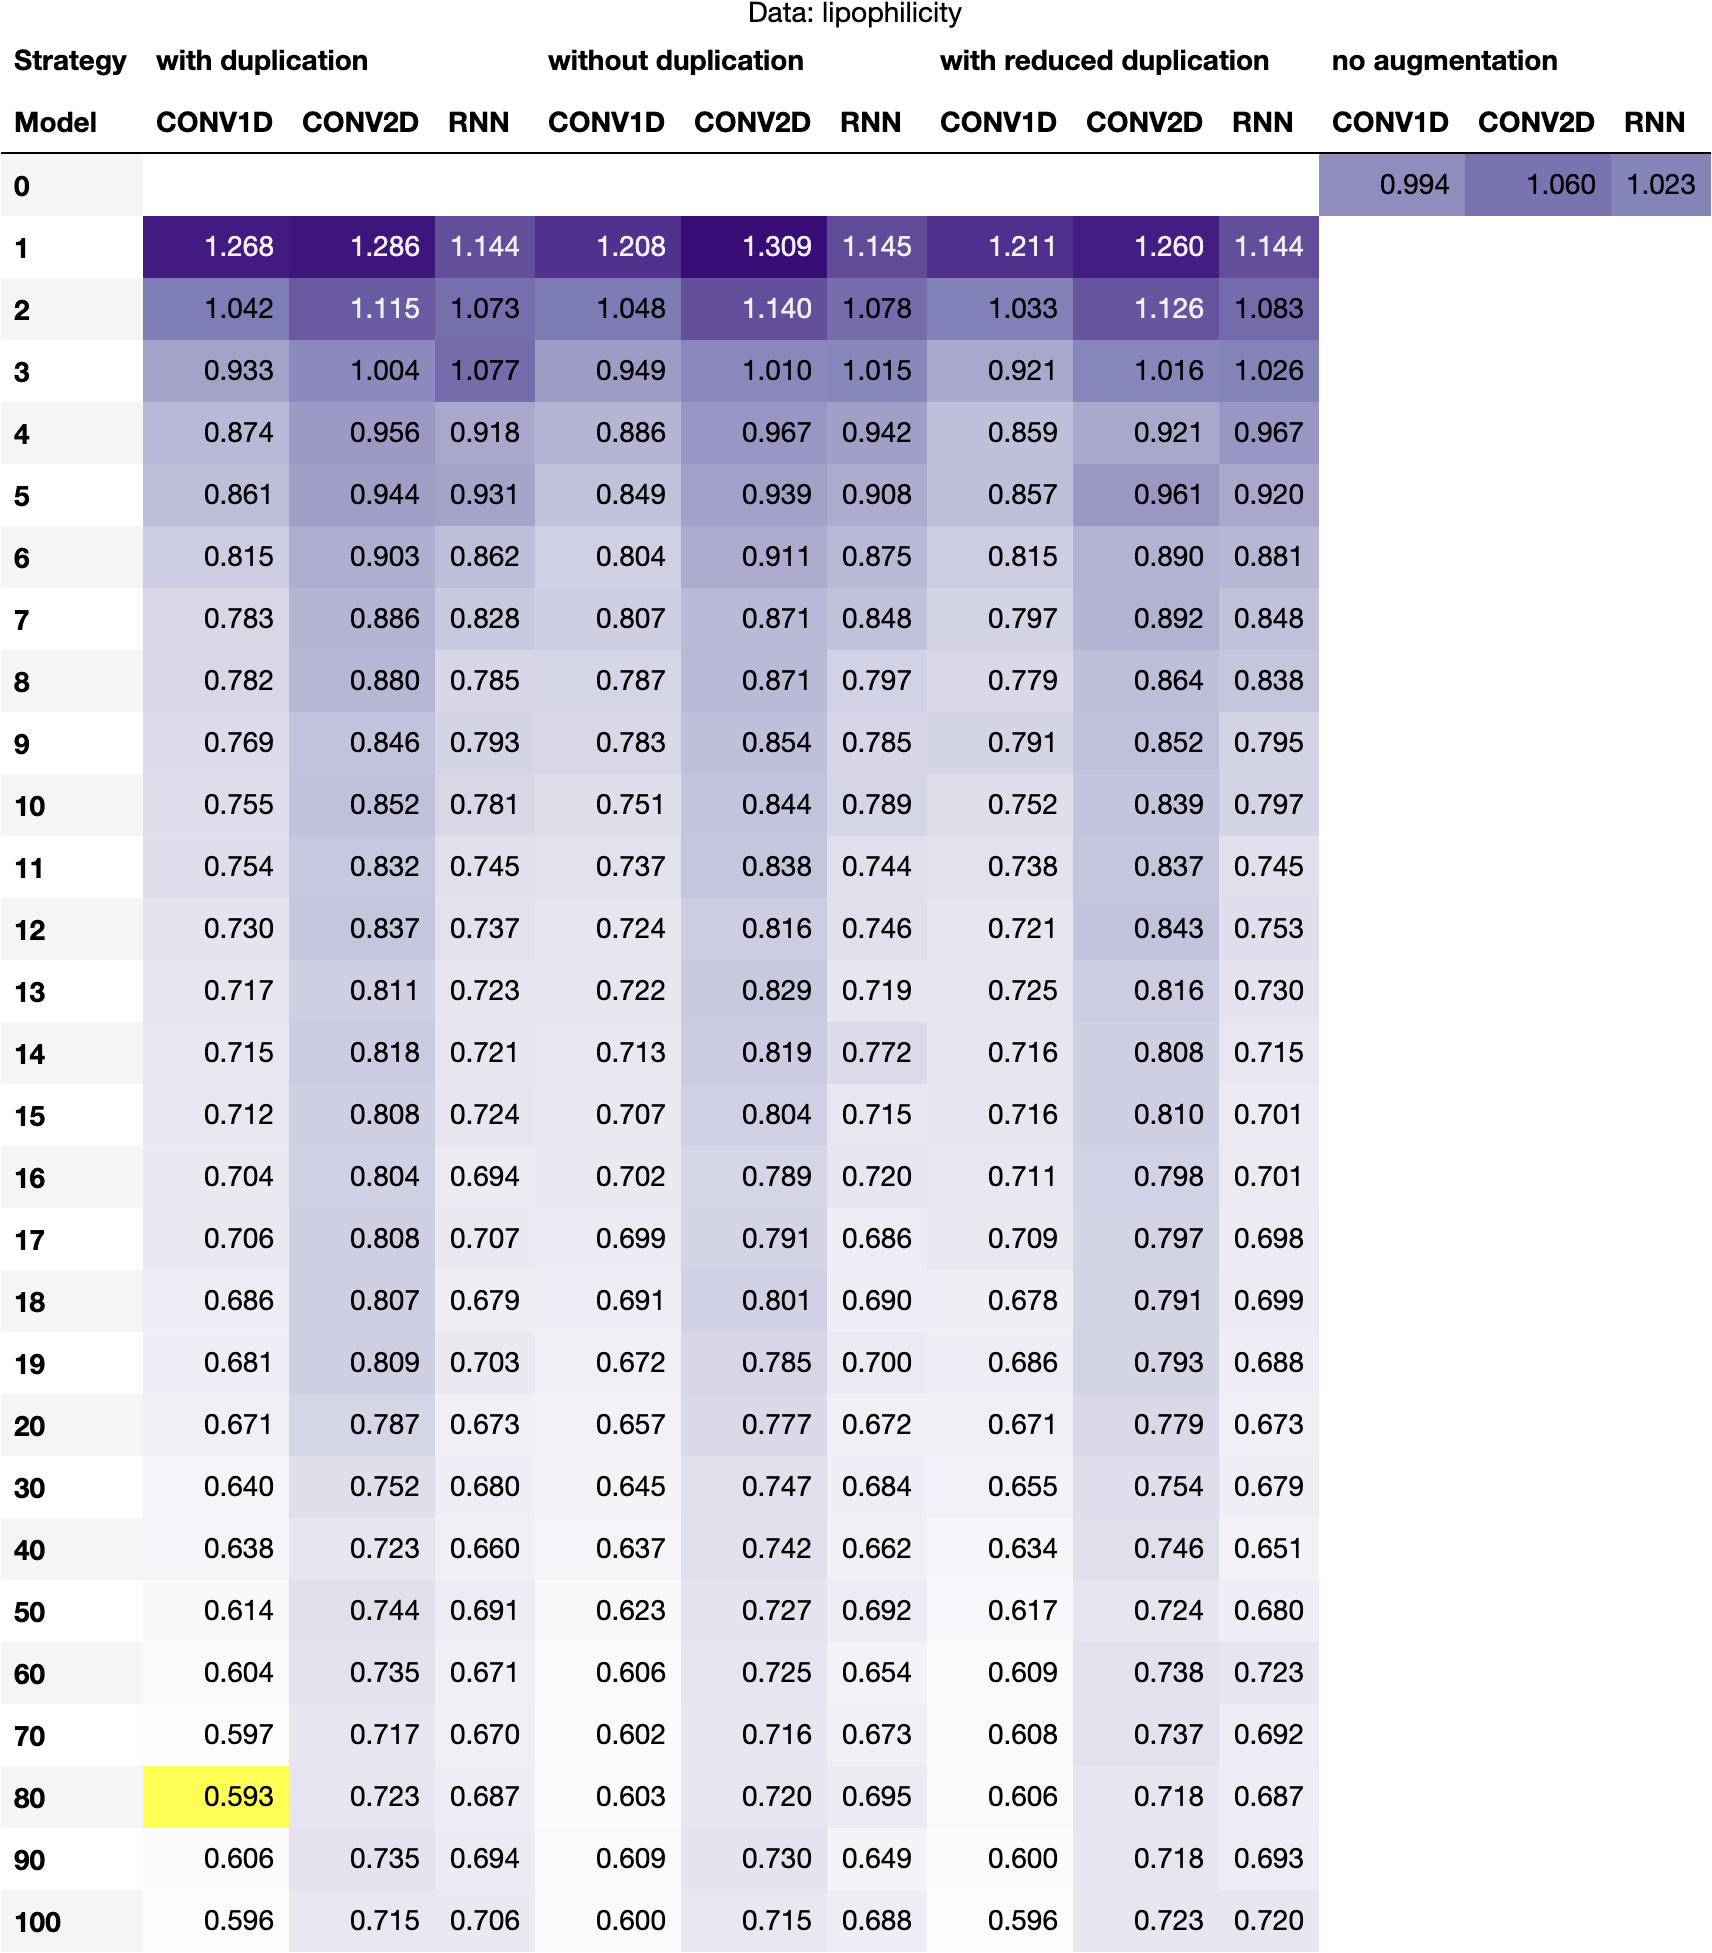 Data: lipophilicity
Strategy with duplication without duplication with reduced duplication no augmentation
Model CONV1D CONV2D RNN CONV1D CONV2D RNN CONV1D CONV2D RNN CONV1D CONV2D RNN
0 0.994 1.060 1.023
1 1.268 1.286 1.144 1.208 1.309 1.145 1.211 1.260 1.144
2 1.042 1.115 1.073 1.048 1.140 1.078 1.033 1.126 1.083
3 0.933 1.004 1.077 0.949 1.010 1.015 0.921 1.016 1.026
4 0.874 0.956 0.918 0.886 0.967 0.942 0.859 0.921 0.967
5 0.861 0.944 0.931 0.849 0.939 0.908 0.857 0.961 0.920
6 0.815 0.903 0.862 0.804 0.911 0.875 0.815 0.890 0.881
7 0.783 0.886 0.828 0.807 0.871 0.848 0.797 0.892 0.848
8 0.782 0.880 0.785 0.787 0.871 0.797 0.779 0.864 0.838
9 0.769 0.846 0.793 0.783 0.854 0.785 0.791 0.852 0.795
10 0.755 0.852 0.781 0.751 0.844 0.789 0.752 0.839 0.797
11 0.754 0.832 0.745 0.737 0.838 0.744 0.738 0.837 0.745
12 0.730 0.837 0.737 0.724 0.816 0.746 0.721 0.843 0.753
13 0.717 0.811 0.723 0.722 0.829 0.719 0.725 0.816 0.730
14 0.715 0.818 0.721 0.713 0.819 0.772 0.716 0.808 0.715
15 0.712 0.808 0.724 0.707 0.804 0.715 0.716 0.810 0.701
16 0.704 0.804 0.694 0.702 0.789 0.720 0.711 0.798 0.701
17 0.706 0.808 0.707 0.699 0.791 0.686 0.709 0.797 0.698
18 0.686 0.807 0.679 0.691 0.801 0.690 0.678 0.791 0.699
19 0.681 0.809 0.703 0.672 0.785 0.700 0.686 0.793 0.688
20 0.671 0.787 0.673 0.657 0.777 0.672 0.671 0.779 0.673
30 0.640 0.752 0.680 0.645 0.747 0.684 0.655 0.754 0.679
40 0.638 0.723 0.660 0.637 0.742 0.662 0.634 0.746 0.651
50 0.614 0.744 0.691 0.623 0.727 0.692 0.617 0.724 0.680
60 0.604 0.735 0.671 0.606 0.725 0.654 0.609 0.738 0.723
70 0.597 0.717 0.670 0.602 0.716 0.673 0.608 0.737 0.692
80 0.593 0.723 0.687 0.603 0.720 0.695 0.606 0.718 0.687
90 0.606 0.735 0.694 0.609 0.730 0.649 0.600 0.718 0.693
100 0.596 0.715 0.706 0.600 0.715 0.688 0.596 0.723 0.720